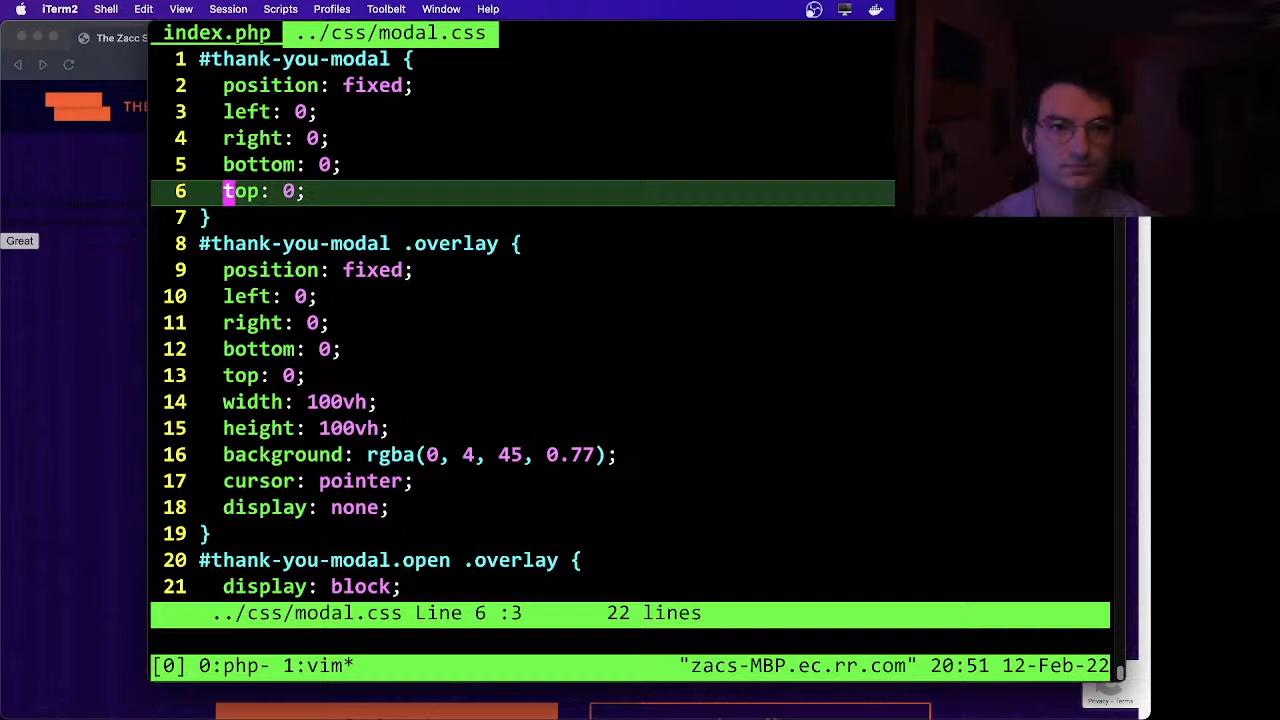 iTerm2 Shell Edit View Session Scripts Profiles Toolbelt Window Help
The Zacc S
THE
Great
index.php ../css/modal.css
1 #thank-you-modal {
2 position: fixed;
3 left: 0;
4 right: 0;
5 bottom: 0;
6 top: 0;
7 }
8 #thank-you-modal .overlay {
9 position: fixed;
10 left: 0;
11 right: 0;
12 bottom: 0;
13 top: 0;
14 width: 100vh;
15 height: 100vh;
16 background: rgba(0, 4, 45, 0.77);
17 cursor: pointer;
18 display: none;
19 }
20 #thank-you-modal.open .overlay {
21 display: block;
../css/modal.css Line 6 :3 22 lines
[0] 0:php- 1:vim* "zacs-MBP.ec.rr.com" 20:51 12-Feb-22
Privacy - Terms